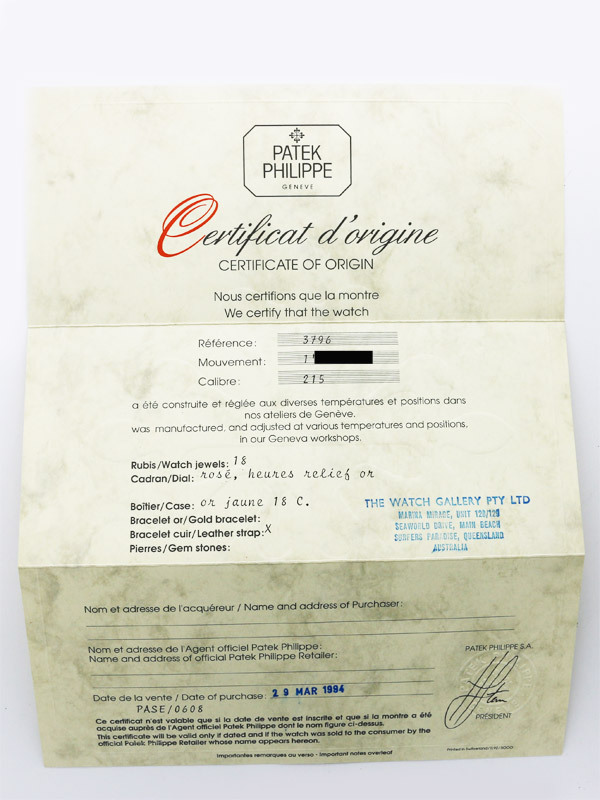 PATEK
PHILIPPE
GENEVE
Certificat d'origine
CERTIFICATE OF ORIGIN
Nous certifions que la montre
We certify that the watch
Référence: 3796
Mouvement: 1
Calibre: 215
a été construite et réglée aux diverses températures et positions dans
nos ateliers de Genève.
was manufactured, and adjusted at various temperatures and positions,
in our Geneva workshops.
Rubis/Watch jewels: 18
Cadran/Dial: rosé, heures relief or
Boîtier/Case: or jaune 18 C.
Bracelet or/Gold bracelet:
Bracelet cuir/Leather strap: X
Pierres/Gem stones:
THE WATCH GALLERY PTY LTD
MARINA MIRAGE, UNIT 128/129
SEAWORLD DRIVE, MAIN BEACH
SURFERS PARADISE, QUEENSLAND
AUSTRALIA
Nom et adresse de l'acquéreur / Name and address of Purchaser:
Nom et adresse de l'Agent officiel Patek Philippe:
Name and address of official Patek Philippe Retailer:
PATEK PHILIPPE S.A.
Date de la vente / Date of purchase: 29 MAR 1994
PASE/0608
PRÉSIDENT
Ce certificat n'est valable que si la date de vente est inscrite et que si la montre a été
acquise auprès de l'Agent officiel Patek Philippe dont le nom figure ci-dessus.
This certificate will be valid only if dated and if the watch was sold to the consumer by the
official Patek Philippe Retailer whose name appears hereon.
Importantes remarques au verso - Important notes overleaf
Printed in Switzerland